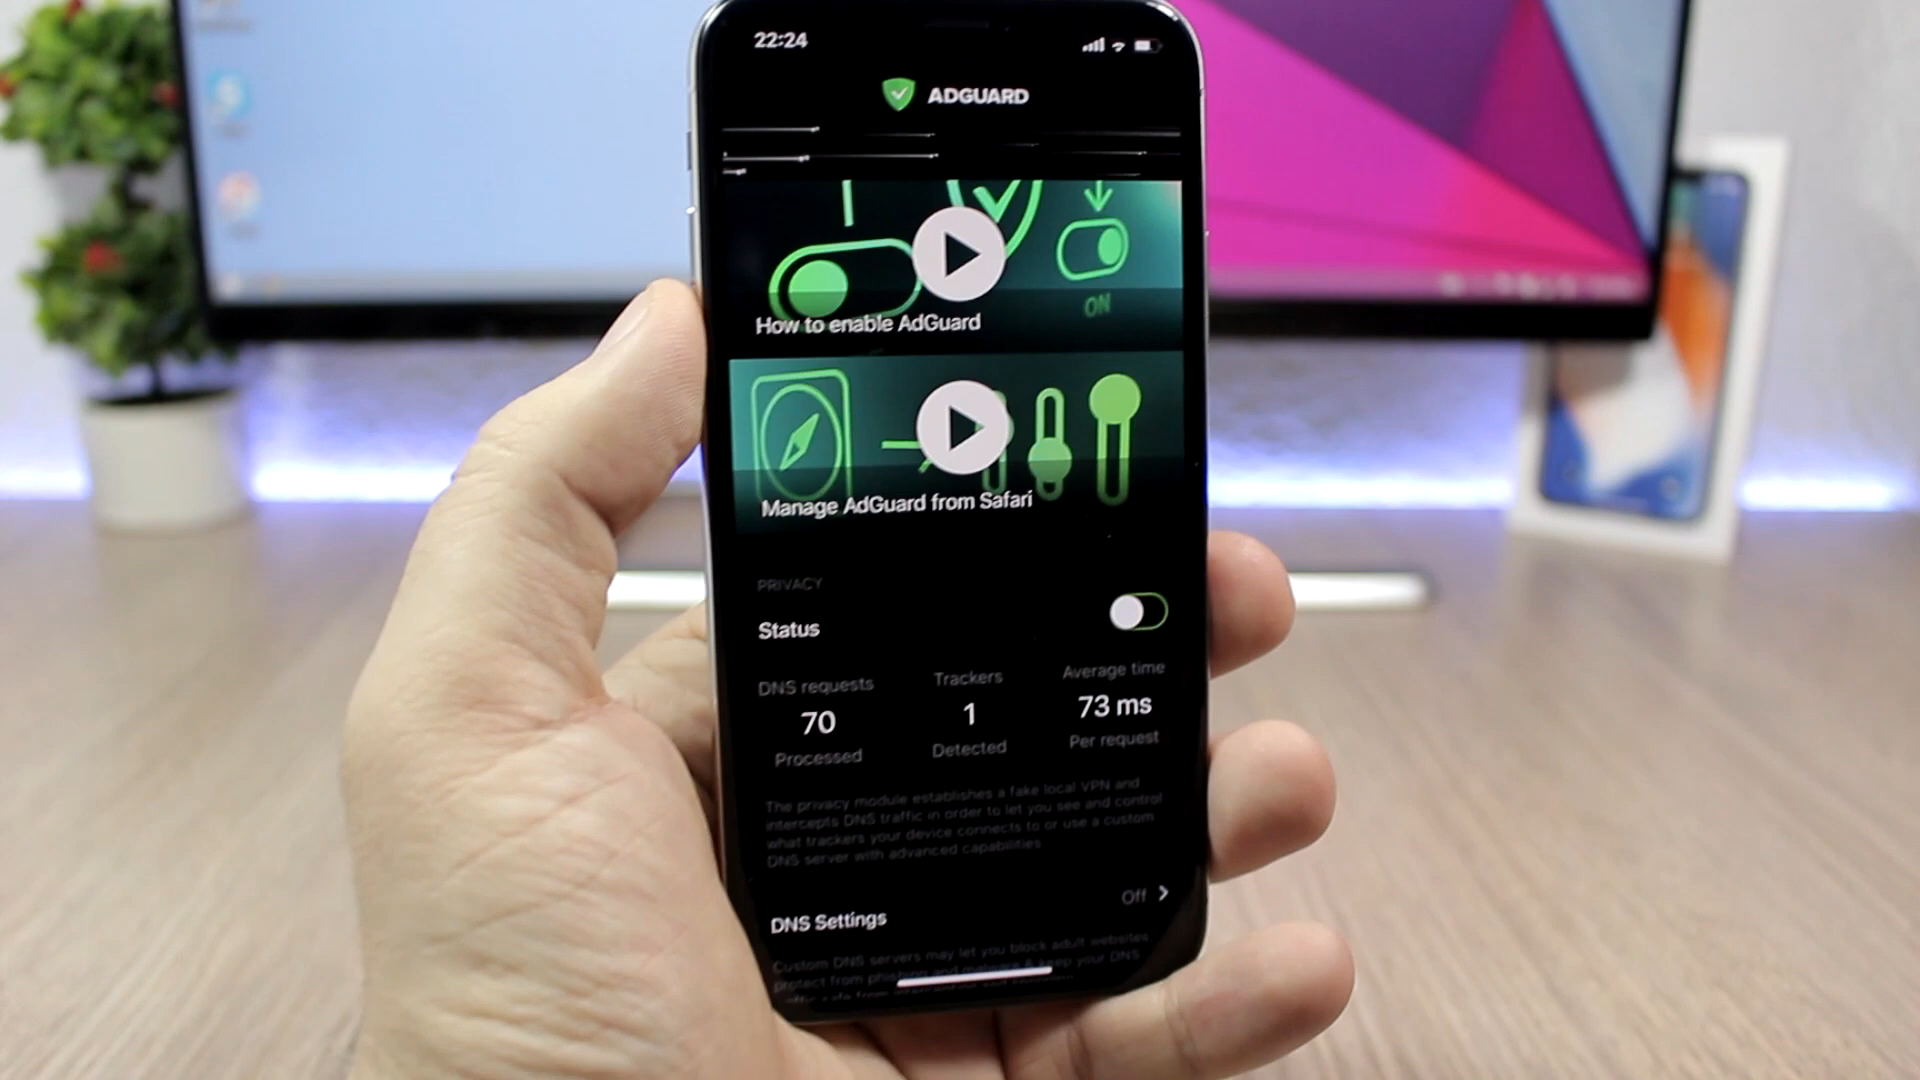 22:24
ADGUARD
ON
How to enable AdGuard
Manage AdGuard from Safari
PRIVACY
Status
DNS requests
Trackers
Average time
70
1
73 ms
Processed
Detected
Per request
The privacy module establishes a fake local VPN and
intercepts DNS traffic in order to let you see and control
what trackers your device connects to or use a custom
DNS server with advanced capabilities
Off
DNS Settings
Custom DNS servers may let you block adult websites
protect from phishing and malware & keep your DNS